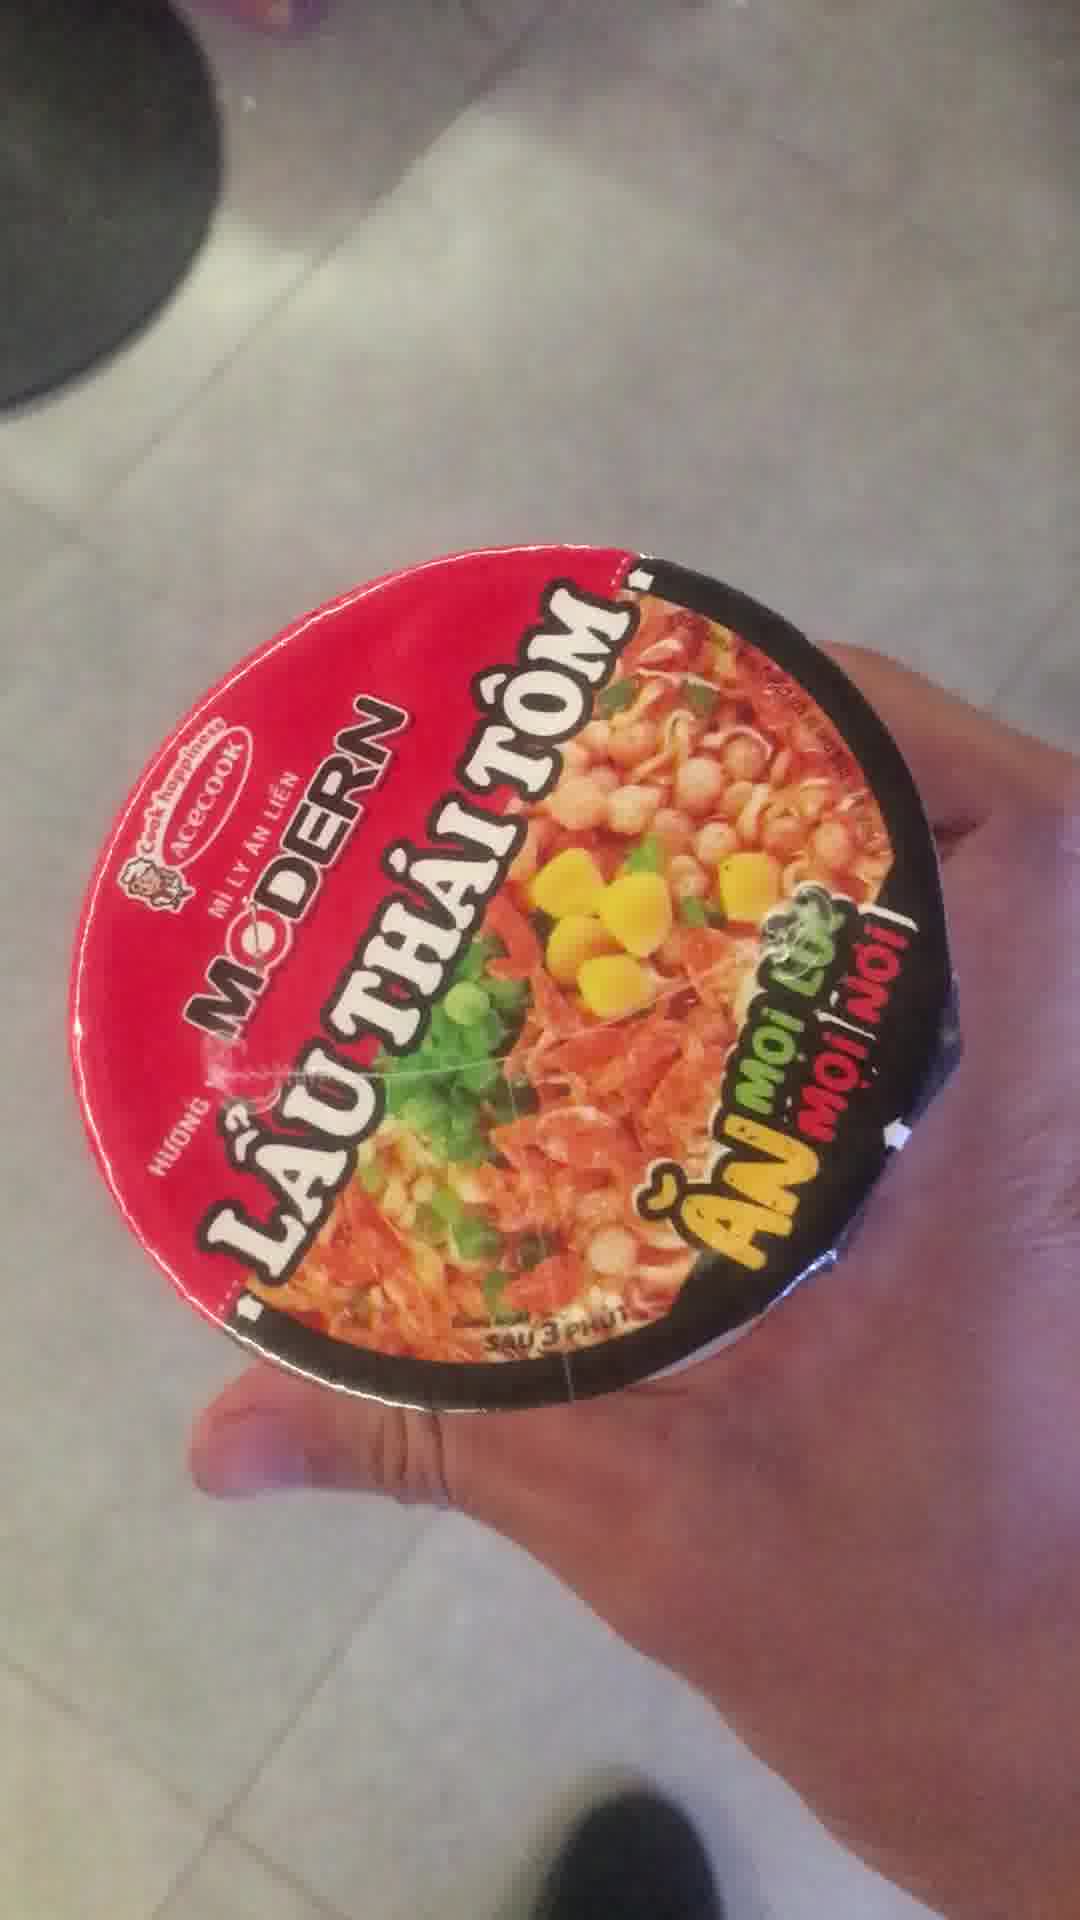 Cook happiness
ACECOOK
MÌ LY ĂN LIỀN
MODERN
HƯƠNG VỊ
LẨU THÁI TÔM
ĂN MỌI LÚC
MỌI NƠI
SAU 3 PHÚT